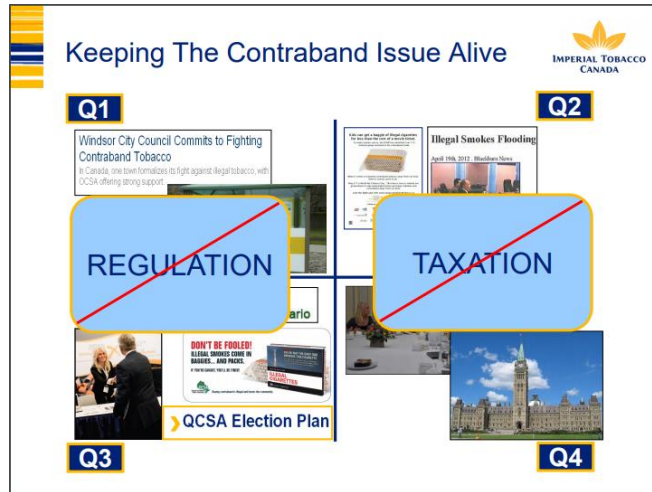 Keeping The Contraband Issue Alive
IMPERIAL TOBACCO
CANADA
Q1
Q2
Windsor City Council Commits to Fighting
Contraband Tobacco
In Canada, one town formalizes its fight against illegal tobacco, with
OCSA offering strong support.
Illegal Smokes Flooding
April 19th, 2012 Blackburn News
REGULATION
TAXATION
ario
DON'T BE FOOLED!
ILLEGAL SMOKES COME IN
BAGGIES... AND PACKS.
ILLEGAL
CIGARETTES
QCSA Election Plan
Q3
Q4